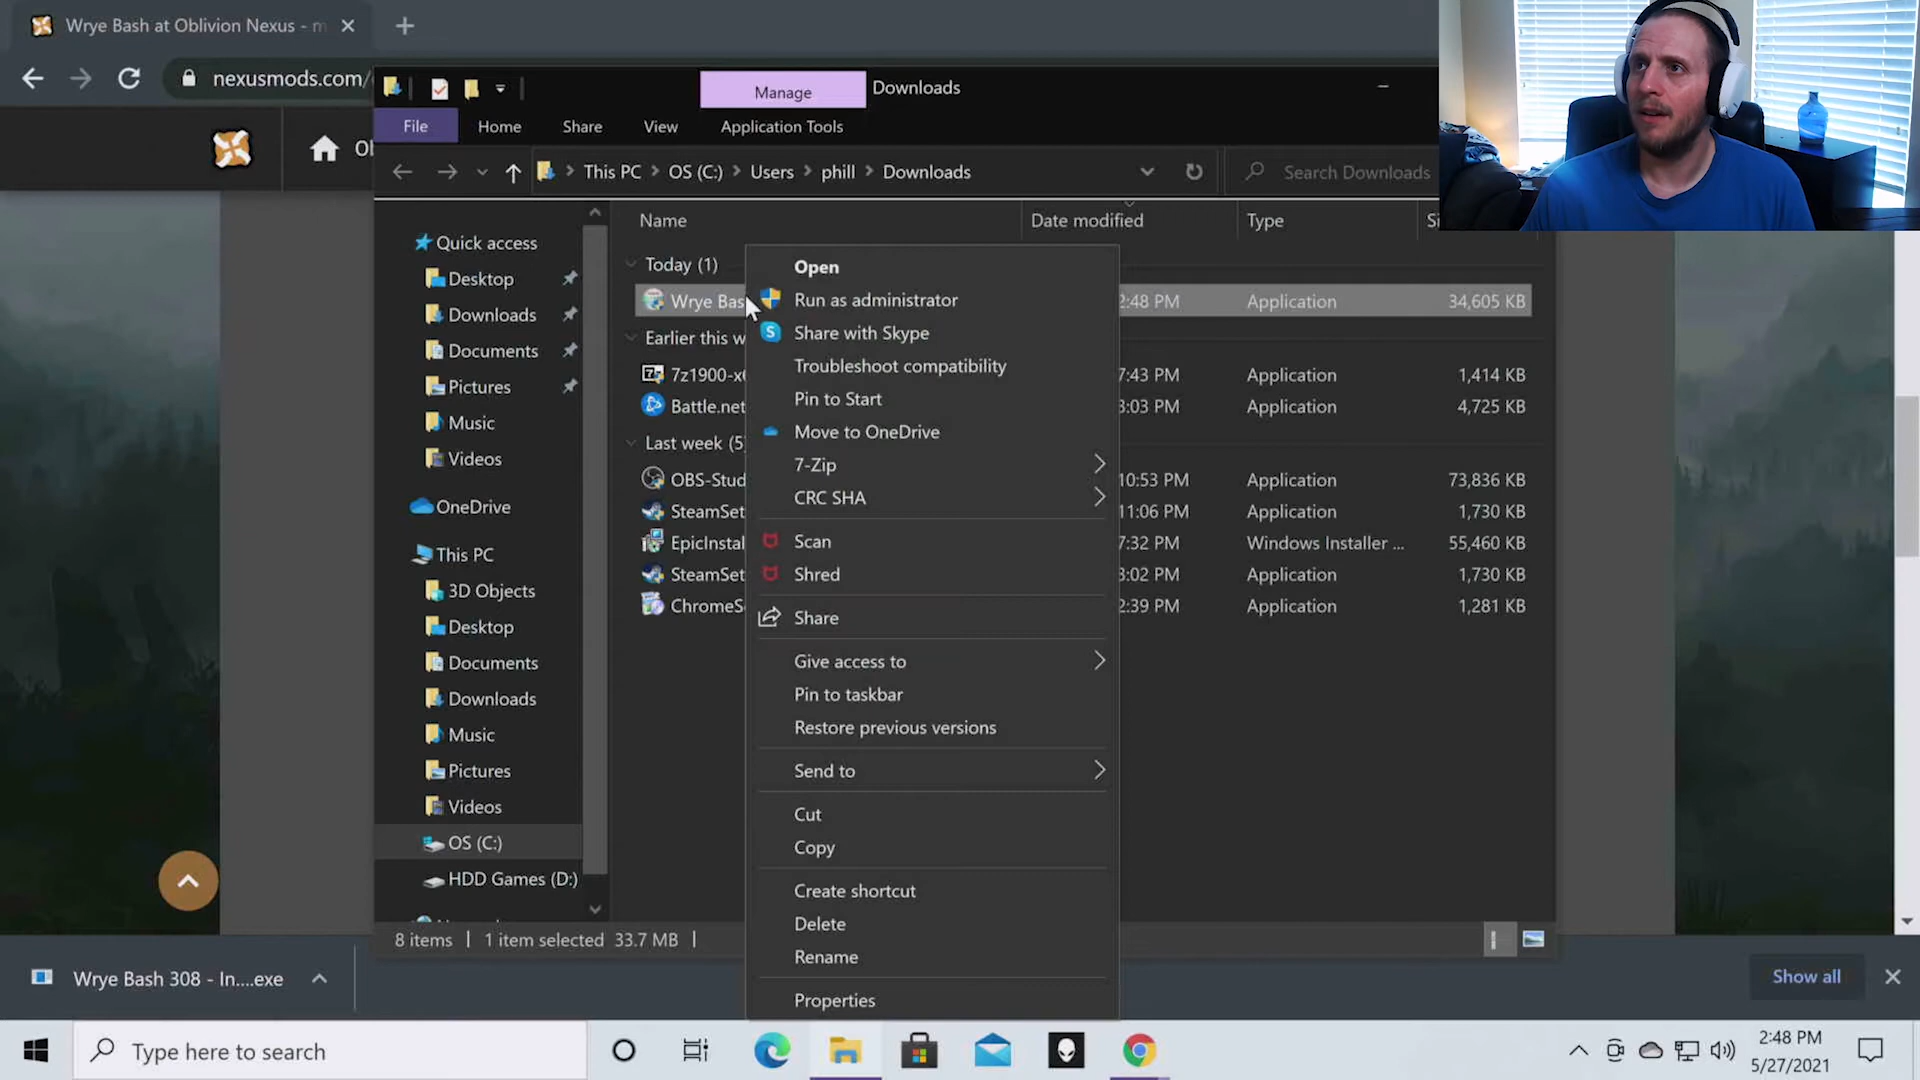 Wrye Bash at Oblivion Nexus - m
nexusmods.com/
Manage
Downloads
File
Home
Share
View
Application Tools
This PC
OS (C:)
Users
phill
Downloads
Search Downloads
Name
Date modified
Type
Quick access
Desktop
Downloads
Documents
Pictures
Music
Videos
OneDrive
This PC
3D Objects
Desktop
Documents
Downloads
Music
Pictures
Videos
OS (C:)
HDD Games (D:)
Today (1)
Wrye Bas
2:48 PM
Application
34,605 KB
Earlier this w
7z1900-x
7:43 PM
Application
1,414 KB
Battle.net
3:03 PM
Application
4,725 KB
Last week (5)
OBS-Stud
10:53 PM
Application
73,836 KB
SteamSet
11:06 PM
Application
1,730 KB
EpicInstal
7:32 PM
Windows Installer ...
55,460 KB
SteamSet
3:02 PM
Application
1,730 KB
ChromeS
2:39 PM
Application
1,281 KB
Open
Run as administrator
Share with Skype
Troubleshoot compatibility
Pin to Start
Move to OneDrive
7-Zip
CRC SHA
Scan
Shred
Share
Give access to
Pin to taskbar
Restore previous versions
Send to
Cut
Copy
Create shortcut
Delete
Rename
Properties
8 items
1 item selected 33.7 MB
Wrye Bash 308 - In....exe
Show all
Type here to search
2:48 PM
5/27/2021